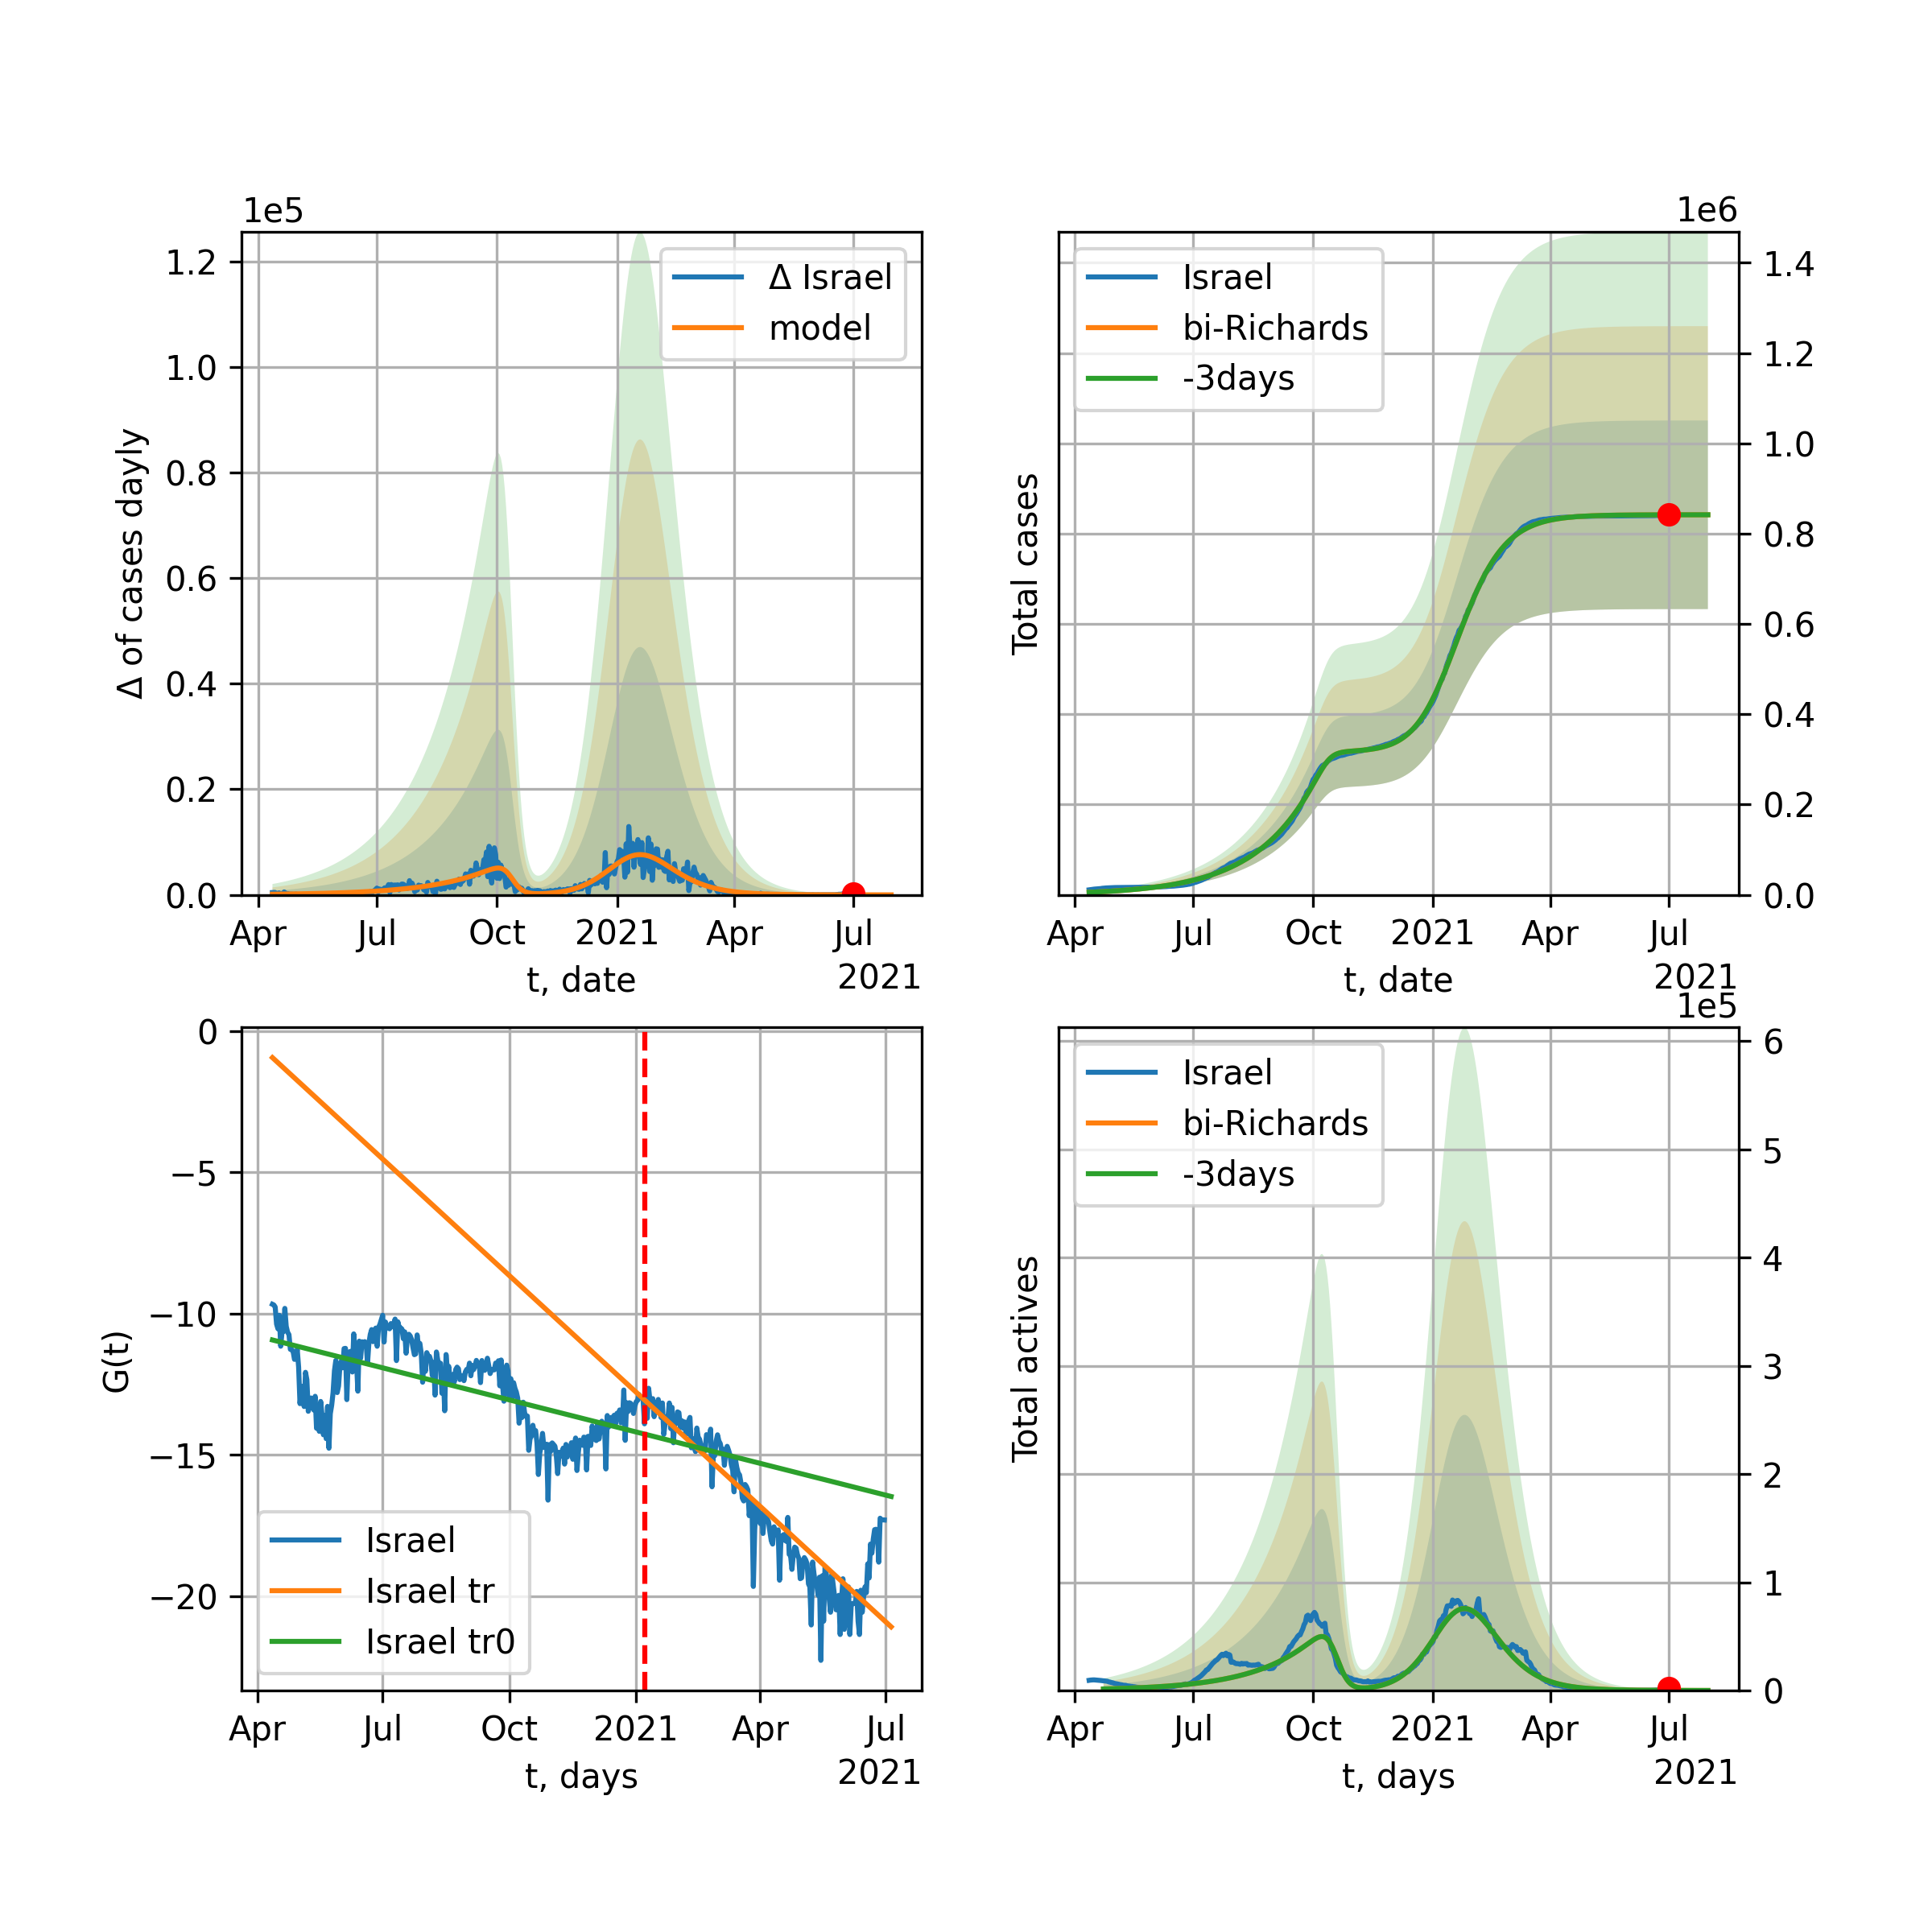 1e5
1.2
1.0
0.8
0.6
0.4
0.2
0.0
Δ of cases dayly
Δ Israel
model
Apr Jul Oct 2021 Apr Jul
t, date
2021
1e6
Israel
bi-Richards
-3days
Total cases
1.4
1.2
1.0
0.8
0.6
0.4
0.2
0.0
Apr Jul Oct 2021 Apr Jul
t, date
2021
0
−5
−10
−15
−20
G(t)
Israel
Israel tr
Israel tr0
Apr Jul Oct 2021 Apr Jul
t, days
2021
1e5
Israel
bi-Richards
-3days
Total actives
6
5
4
3
2
1
0
Apr Jul Oct 2021 Apr Jul
t, days
2021